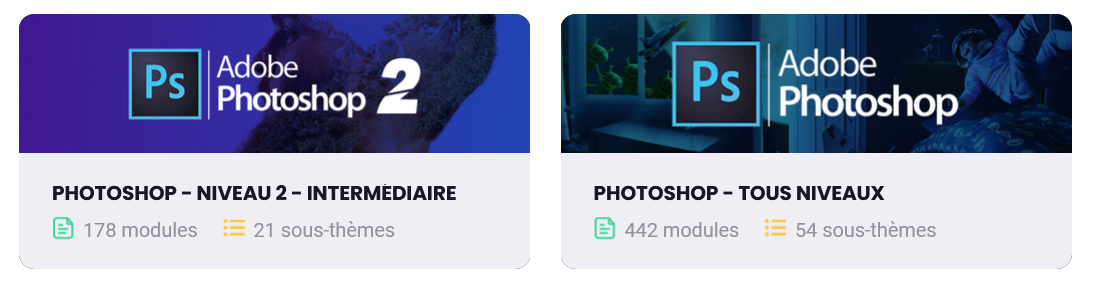 Ps
Adobe
Photoshop 2
PHOTOSHOP - NIVEAU 2 - INTERMÉDIAIRE
178 modules 21 sous-thèmes
Ps
Adobe
Photoshop
PHOTOSHOP - TOUS NIVEAUX
442 modules 54 sous-thèmes